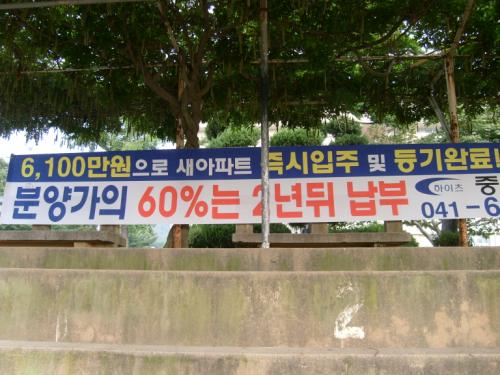 6,100만원으로 새아파트 즉시입주 및 등기완료
분양가의 60%는 2년뒤 납부
하이츠
041-6